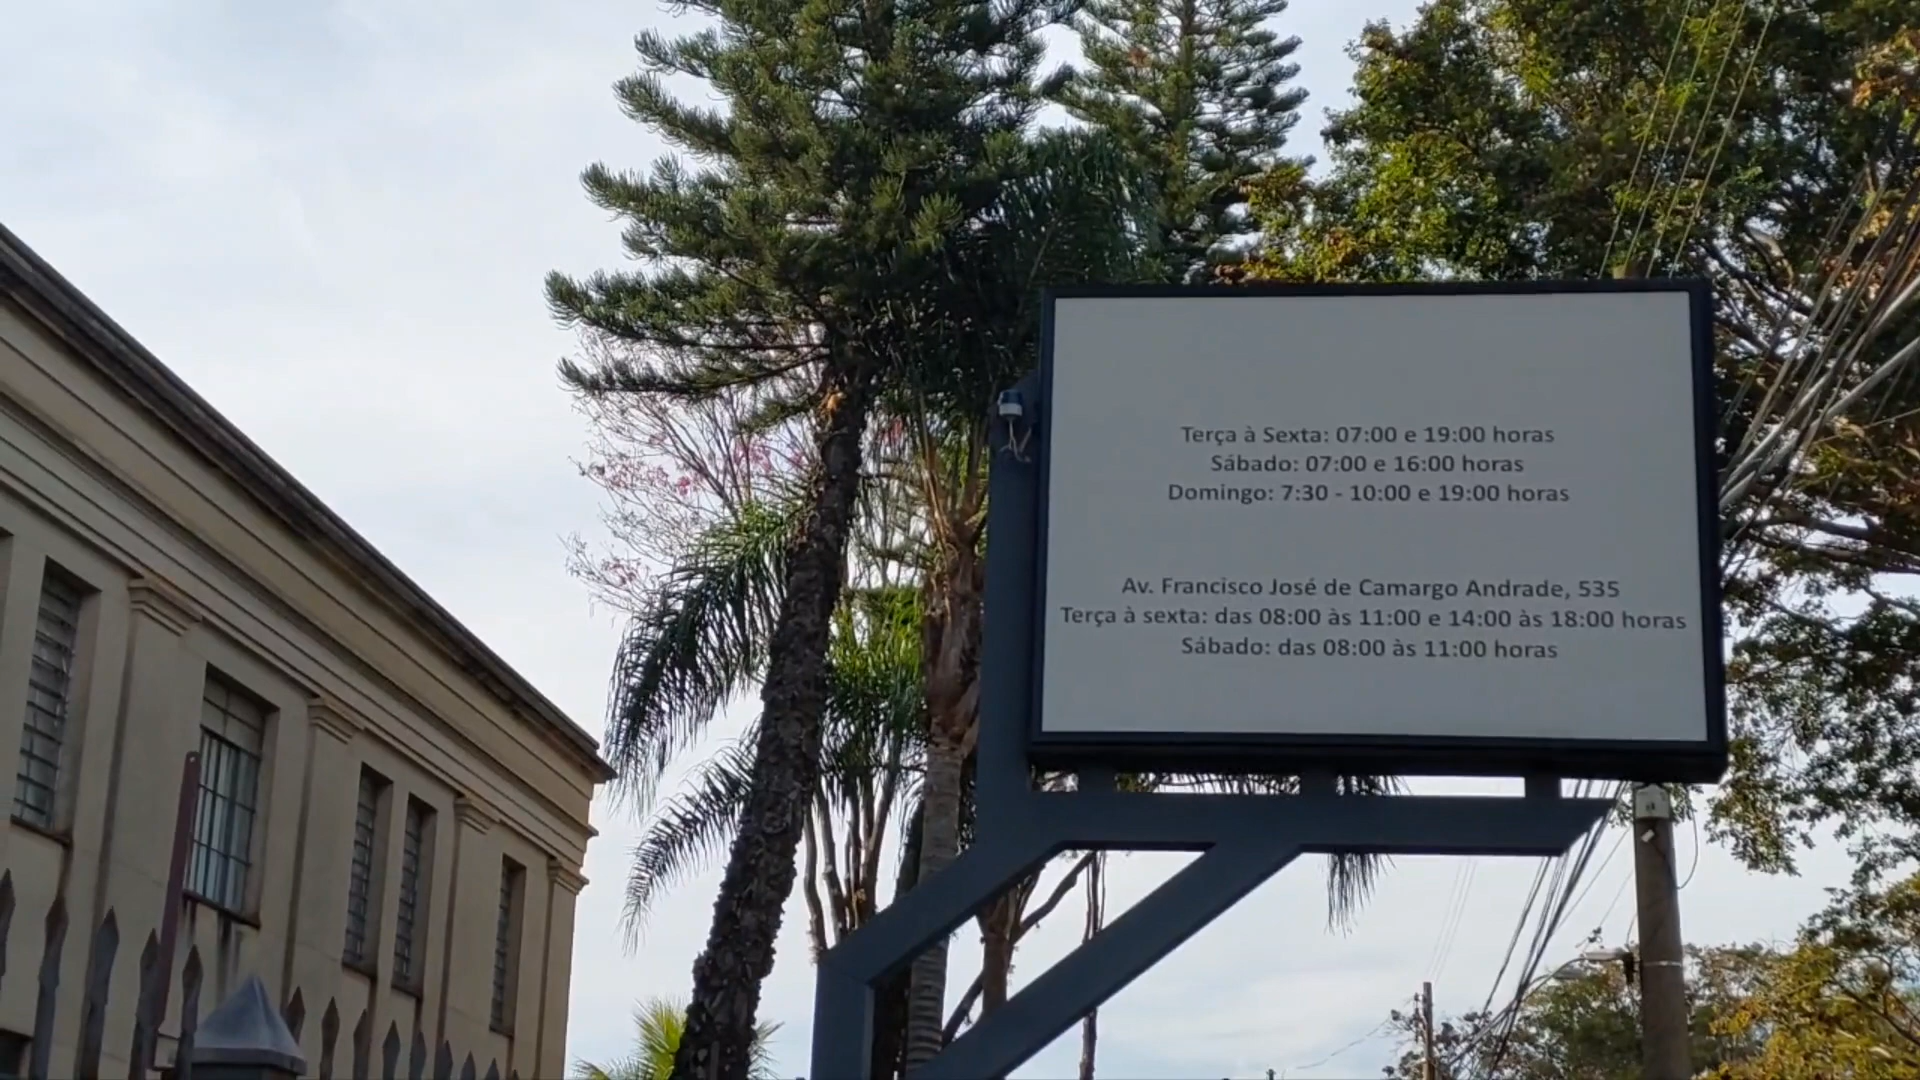 Terça à Sexta: 07:00 e 19:00 horas
Sábado: 07:00 e 16:00 horas
Domingo: 7:30 - 10:00 e 19:00 horas
Av. Francisco José de Camargo Andrade, 535
Terça à sexta: das 08:00 às 11:00 e 14:00 às 18:00 horas
Sábado: das 08:00 às 11:00 horas